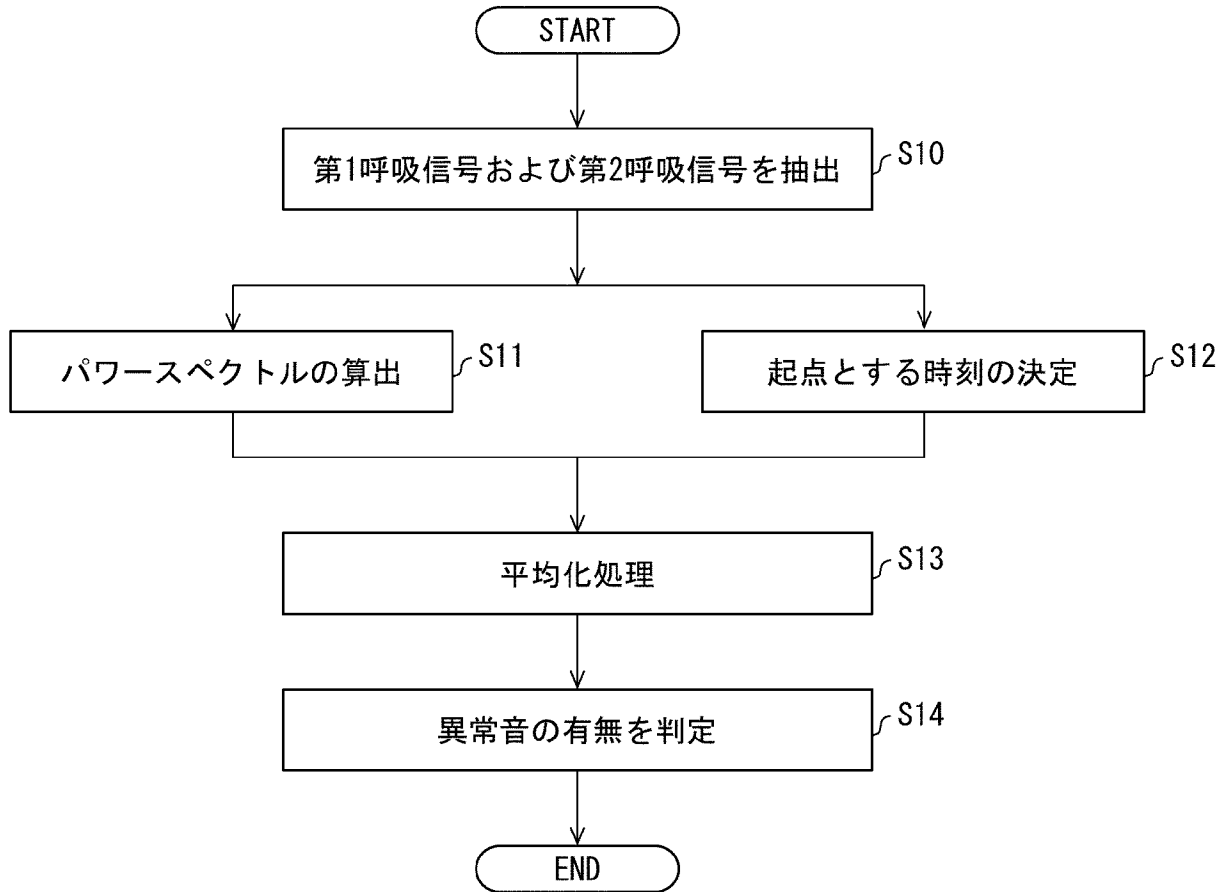 START
第1呼吸信号および第2呼吸信号を抽出
S10
パワースペクトルの算出
S11
起点とする時刻の決定
S12
平均化処理
S13
異常音の有無を判定
S14
END